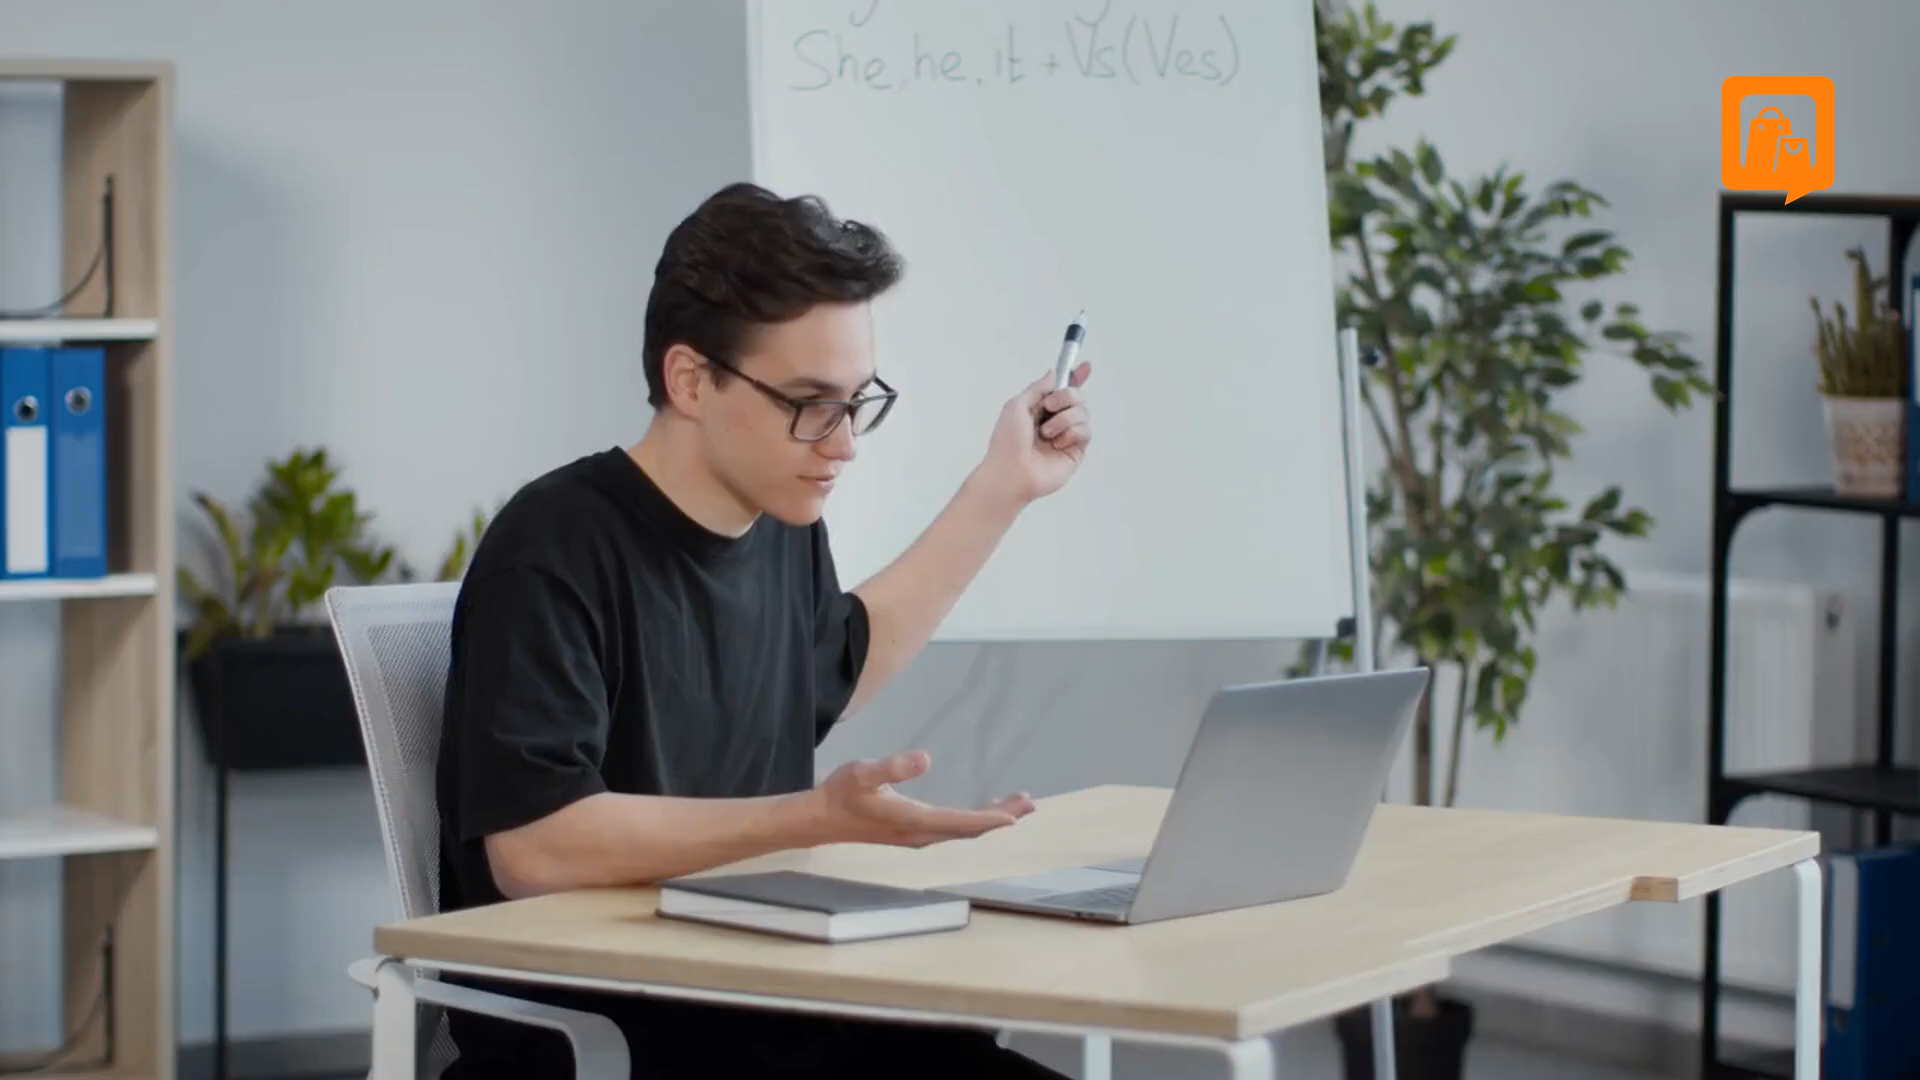 She, he, it + Vs(Ves)